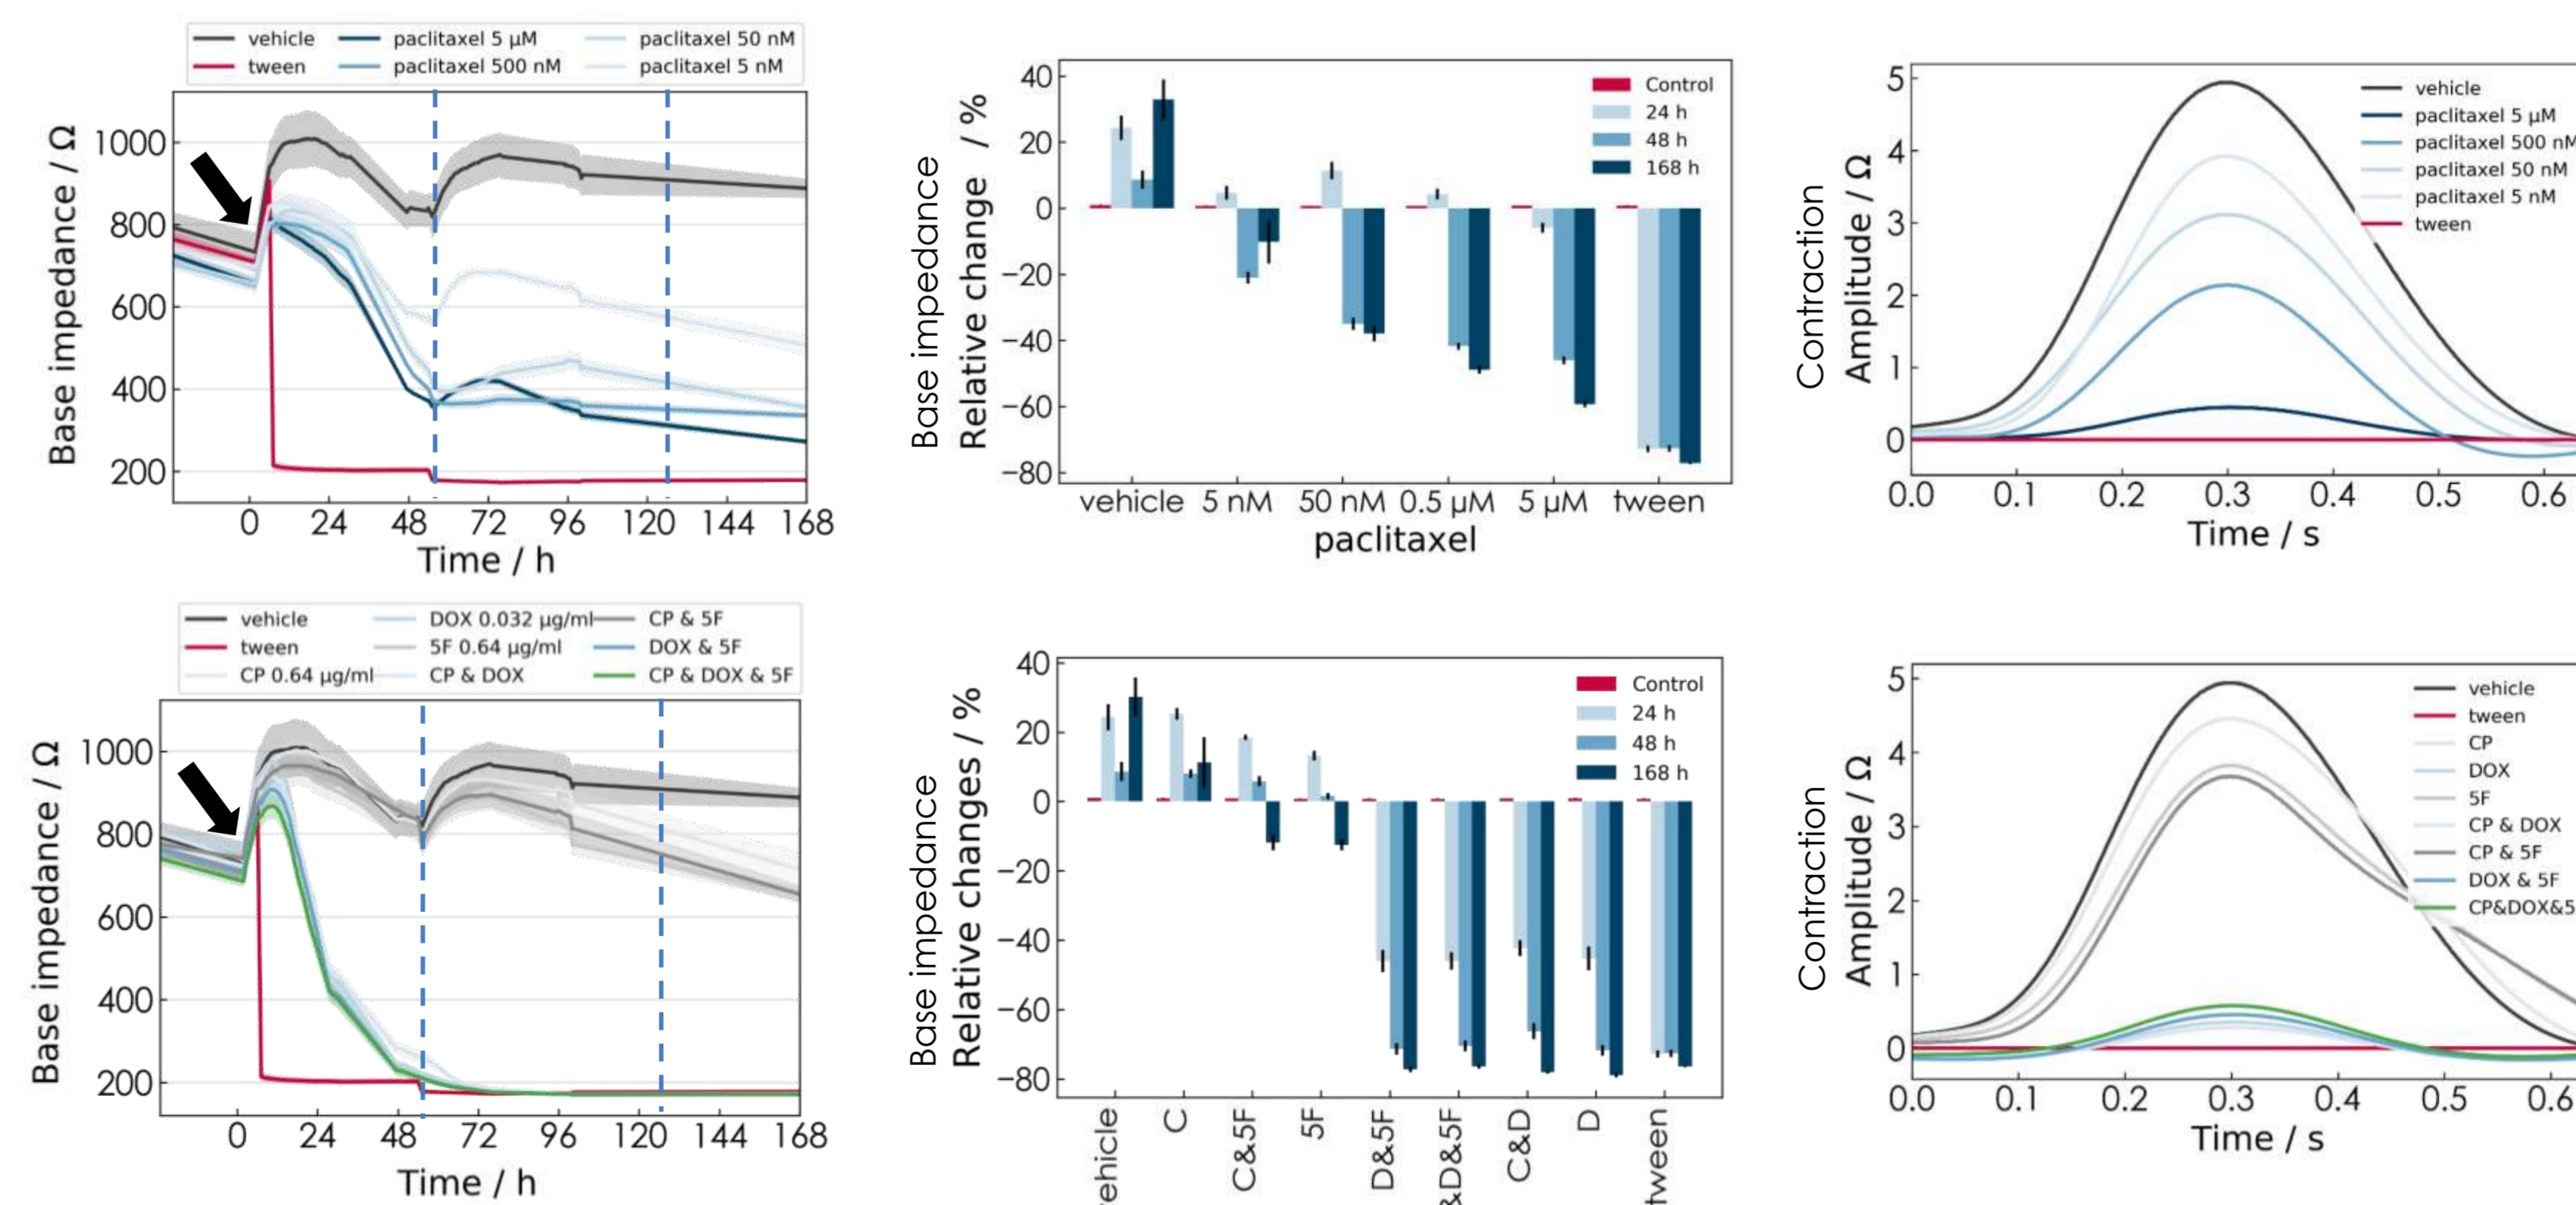 vehicle paclitaxel 5 µM paclitaxel 50 nM
tween paclitaxel 500 nM paclitaxel 5 nM
Base impedance / Ω
1000
800
600
400
200
0 24 48 72 96 120 144 168
Time / h
Base impedance
Relative change / %
40
20
0
−20
−40
−60
−80
Control
24 h
48 h
168 h
vehicle 5 nM 50 nM 0.5 µM 5 µM tween
paclitaxel
Contraction
Amplitude / Ω
5
4
3
2
1
0
vehicle
paclitaxel 5 µM
paclitaxel 500 nM
paclitaxel 50 nM
paclitaxel 5 nM
tween
0.0 0.1 0.2 0.3 0.4 0.5 0.6
Time / s
vehicle DOX 0.032 µg/ml CP & 5F
tween 5F 0.64 µg/ml DOX & 5F
CP 0.64 µg/ml CP & DOX CP & DOX & 5F
Base impedance / Ω
1000
800
600
400
200
0 24 48 72 96 120 144 168
Time / h
Base impedance
Relative changes / %
40
20
0
−20
−40
−60
−80
Control
24 h
48 h
168 h
ehicle C C&5F 5F D&5F &D&5F C&D D tween
Contraction
Amplitude / Ω
5
4
3
2
1
0
vehicle
tween
CP
DOX
5F
CP & DOX
CP & 5F
DOX & 5F
CP&DOX&5
0.0 0.1 0.2 0.3 0.4 0.5 0.6
Time / s